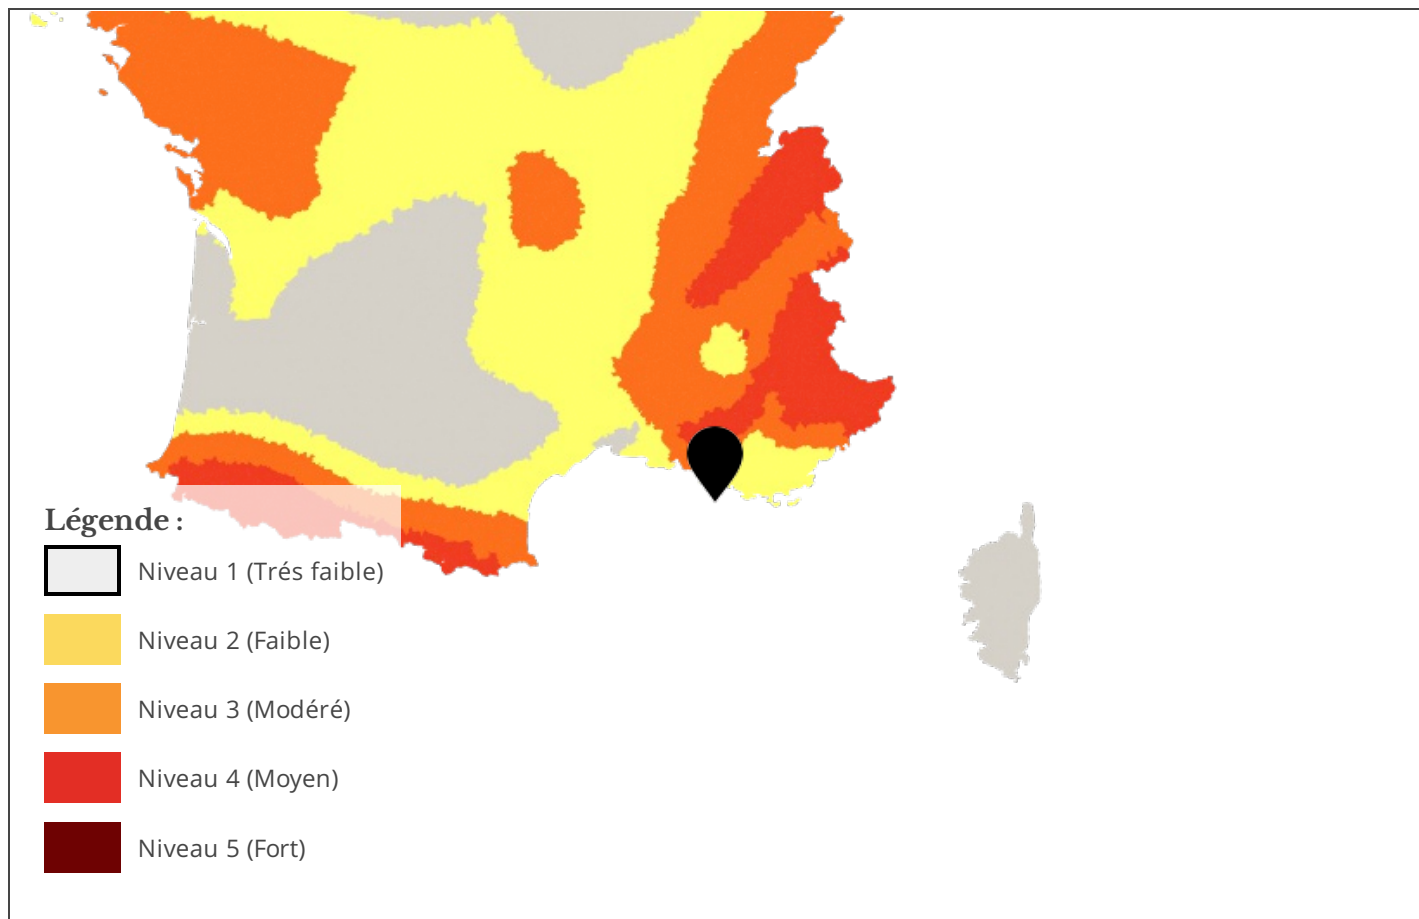 Légende :
Niveau 1 (Trés faible)
Niveau 2 (Faible)
Niveau 3 (Modéré)
Niveau 4 (Moyen)
Niveau 5 (Fort)